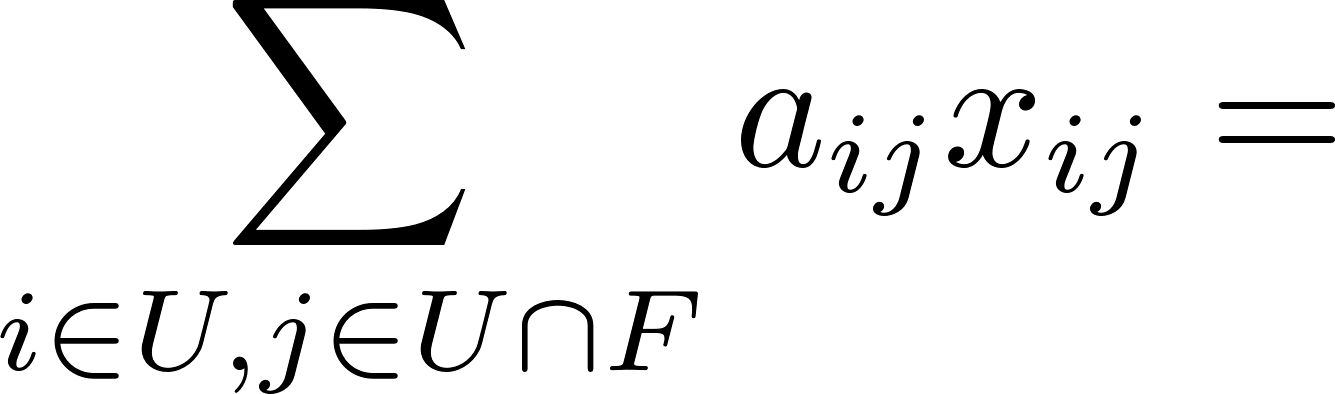 ∑ a_{ij} x_{ij} =
i∈U, j∈U∩F